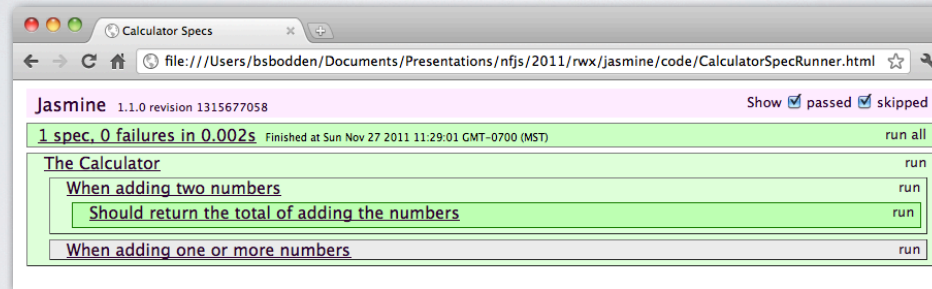 Calculator Specs
file:///Users/bsbodden/Documents/Presentations/nfjs/2011/rwx/jasmine/code/CalculatorSpecRunner.html
Jasmine 1.1.0 revision 1315677058 Show passed skipped
1 spec, 0 failures in 0.002s Finished at Sun Nov 27 2011 11:29:01 GMT-0700 (MST) run all
The Calculator run
When adding two numbers run
Should return the total of adding the numbers run
When adding one or more numbers run